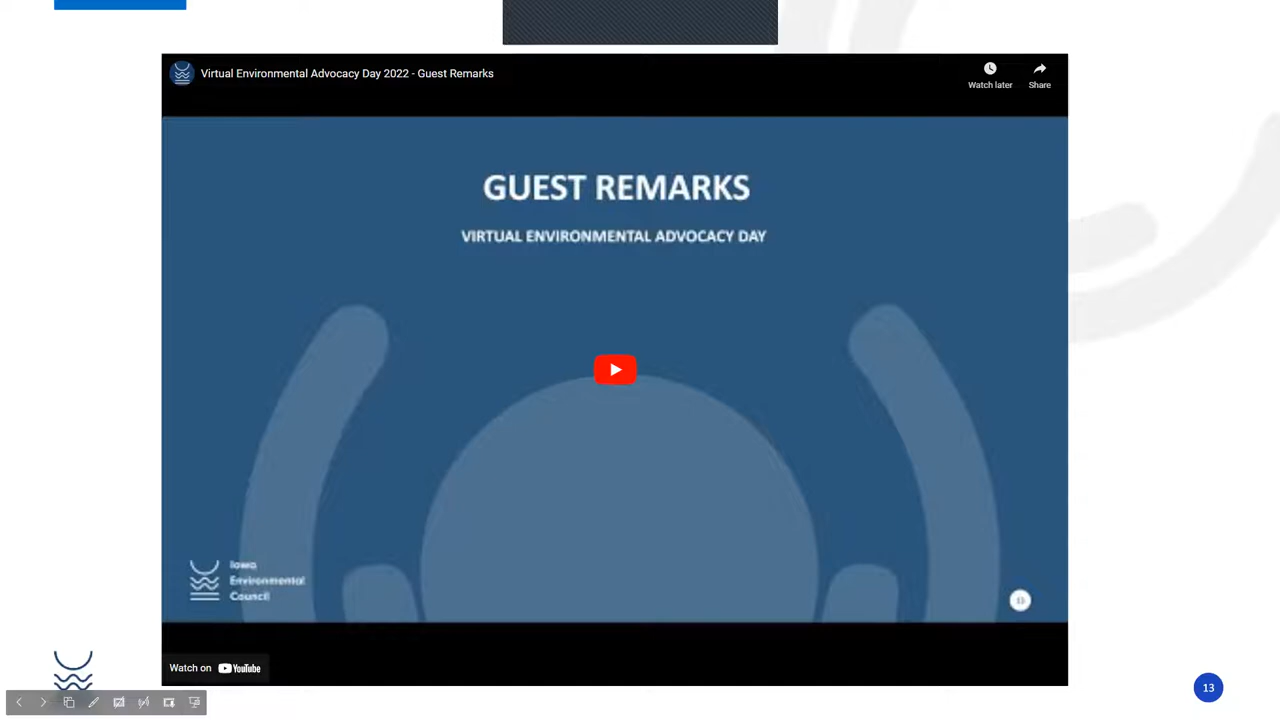 Virtual Environmental Advocacy Day 2022 - Guest Remarks
Watch later
Share
GUEST REMARKS
VIRTUAL ENVIRONMENTAL ADVOCACY DAY
Iowa
Environmental
Council
13
Watch on YouTube
13